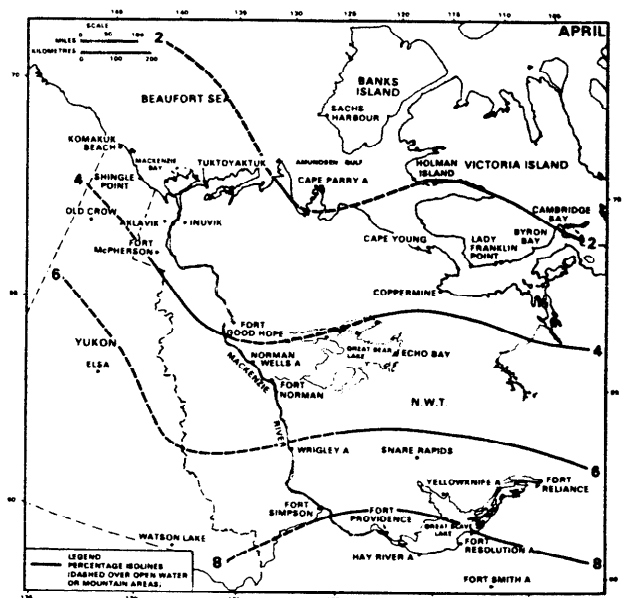 APRIL
SCALE
MILES 0 80 160
KILOMETRES 0 100 200
2
BEAUFORT SEA
BANKS
ISLAND
SACHS
HARBOUR
KOMAKUK
BEACH
MACKENZIE
BAY
TUKTOYAKTUK
AMUNDSEN GULF
HOLMAN
ISLAND
VICTORIA ISLAND
4
SHINGLE
POINT
CAPE PARRY A
OLD CROW
AKLAVIK
INUVIK
CAMBRIDGE
BAY
BYRON
BAY
2
FORT
McPHERSON
CAPE YOUNG
LADY
FRANKLIN
POINT
6
COPPERMINE
FORT
GOOD HOPE
YUKON
ELSA
NORMAN
WELLS A
GREAT BEAR
LAKE
ECHO BAY
4
MACKENZIE
RIVER
FORT
NORMAN
N.W.T.
WRIGLEY A
SNARE RAPIDS
6
YELLOWKNIFE A
FORT
RELIANCE
FORT
SIMPSON
FORT
PROVIDENCE
GREAT SLAVE
LAKE
WATSON LAKE
8
HAY RIVER A
FORT
RESOLUTION A
8
FORT SMITH A
LEGEND
PERCENTAGE ISOLINES
(DASHED OVER OPEN WATER
OR MOUNTAIN AREAS.)